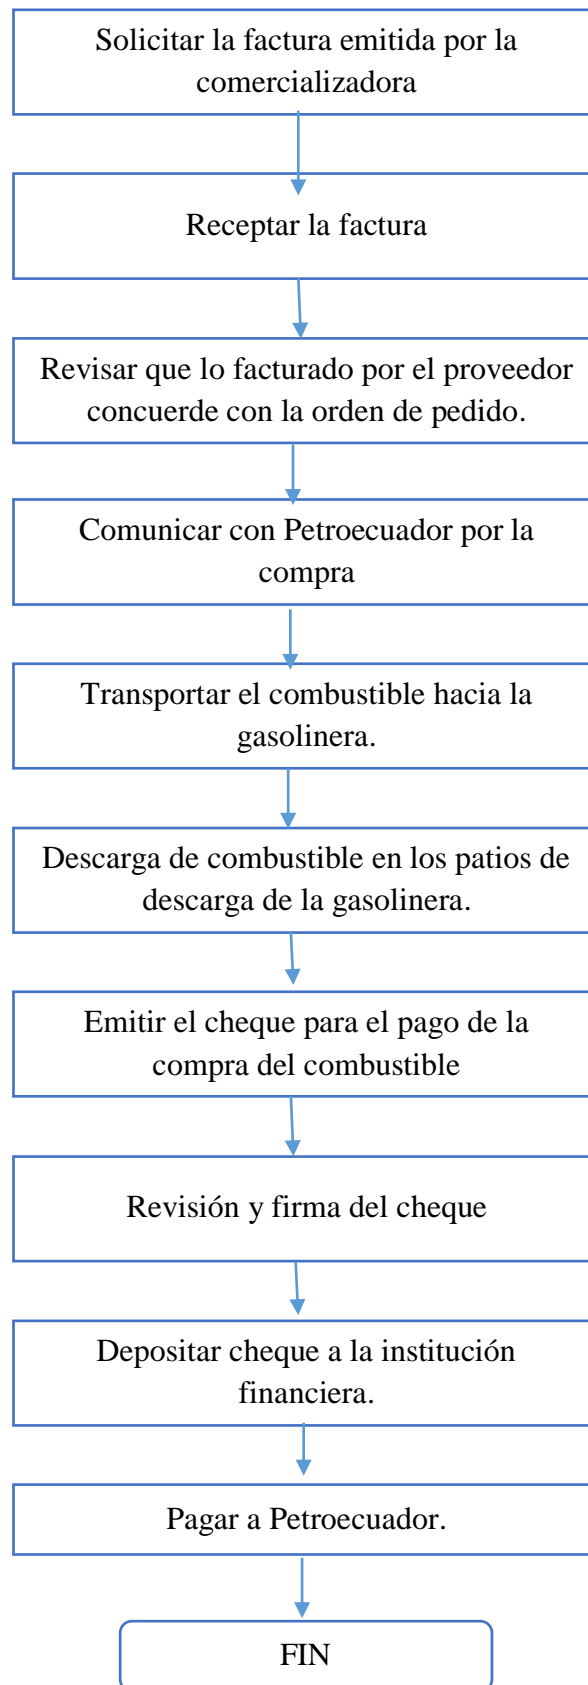 Solicitar la factura emitida por la
comercializadora
Receptar la factura
Revisar que lo facturado por el proveedor
concuerde con la orden de pedido.
Comunicar con Petroecuador por la
compra
Transportar el combustible hacia la
gasolinera.
Descarga de combustible en los patios de
descarga de la gasolinera.
Emitir el cheque para el pago de la
compra del combustible
Revisión y firma del cheque
Depositar cheque a la institución
financiera.
Pagar a Petroecuador.
FIN